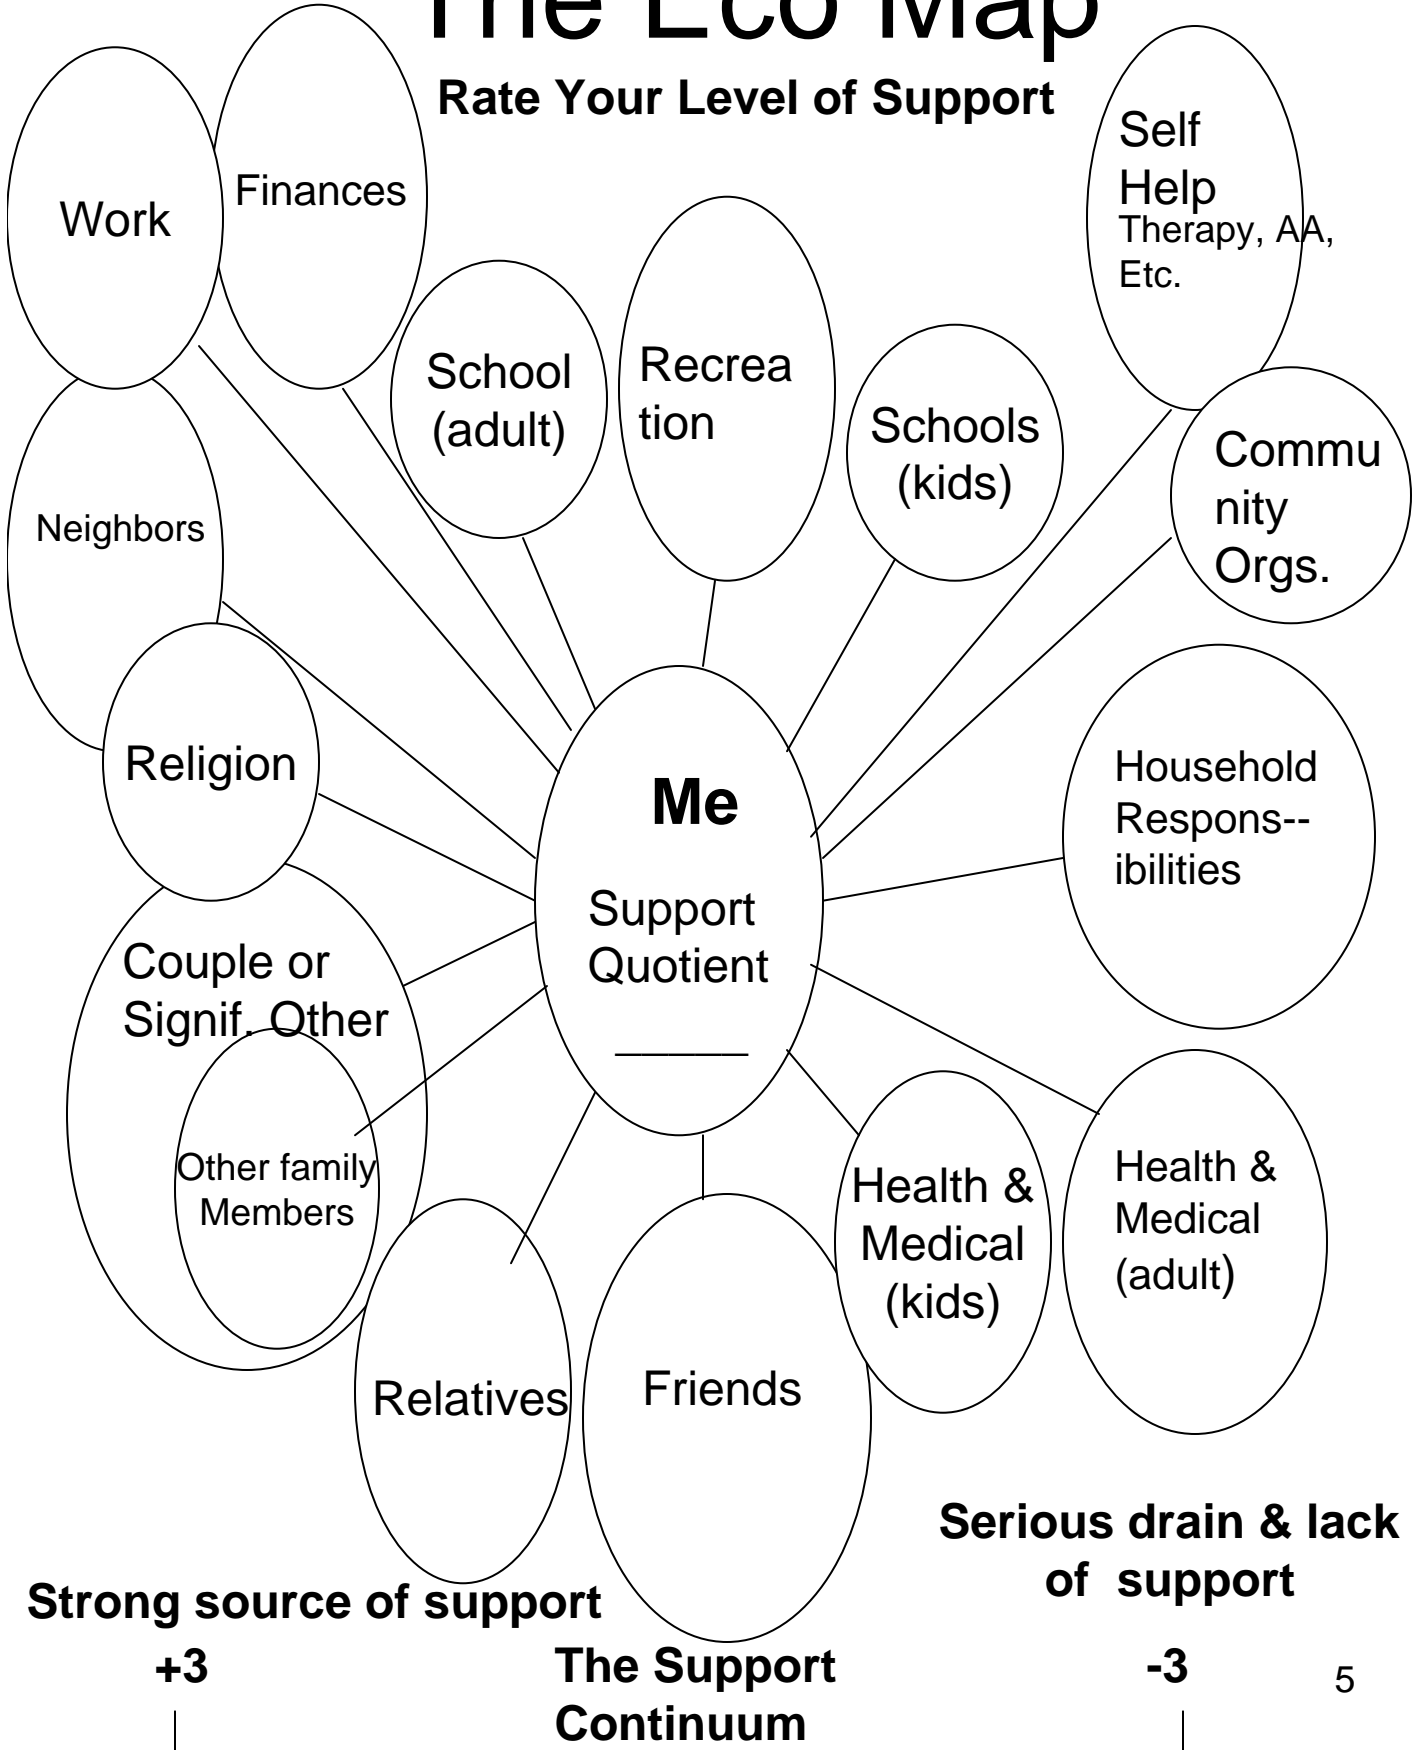 The Eco Map
Rate Your Level of Support
Work
Finances
Self
Help
Therapy, AA,
Etc.
School
(adult)
Recrea
tion
Schools
(kids)
Commu
nity
Orgs.
Neighbors
Religion
Me
Support
Quotient
_____
Household
Respons--
ibilities
Couple or
Signif. Other
Other family
Members
Health &
Medical
(kids)
Health &
Medical
(adult)
Relatives
Friends
Serious drain & lack
of support
Strong source of support
+3
The Support
Continuum
-3
5